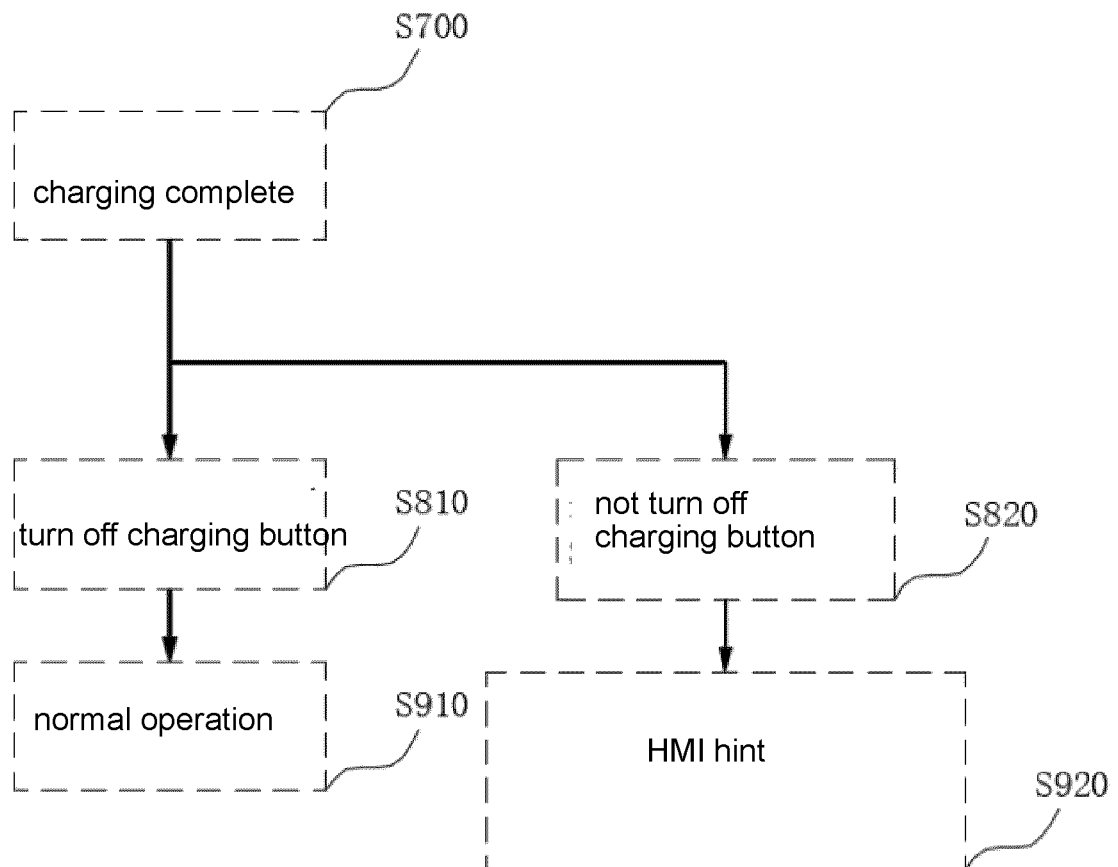 S700
charging complete
S810
turn off charging button
not turn off
charging button
S820
S910
normal operation
HMI hint
S920